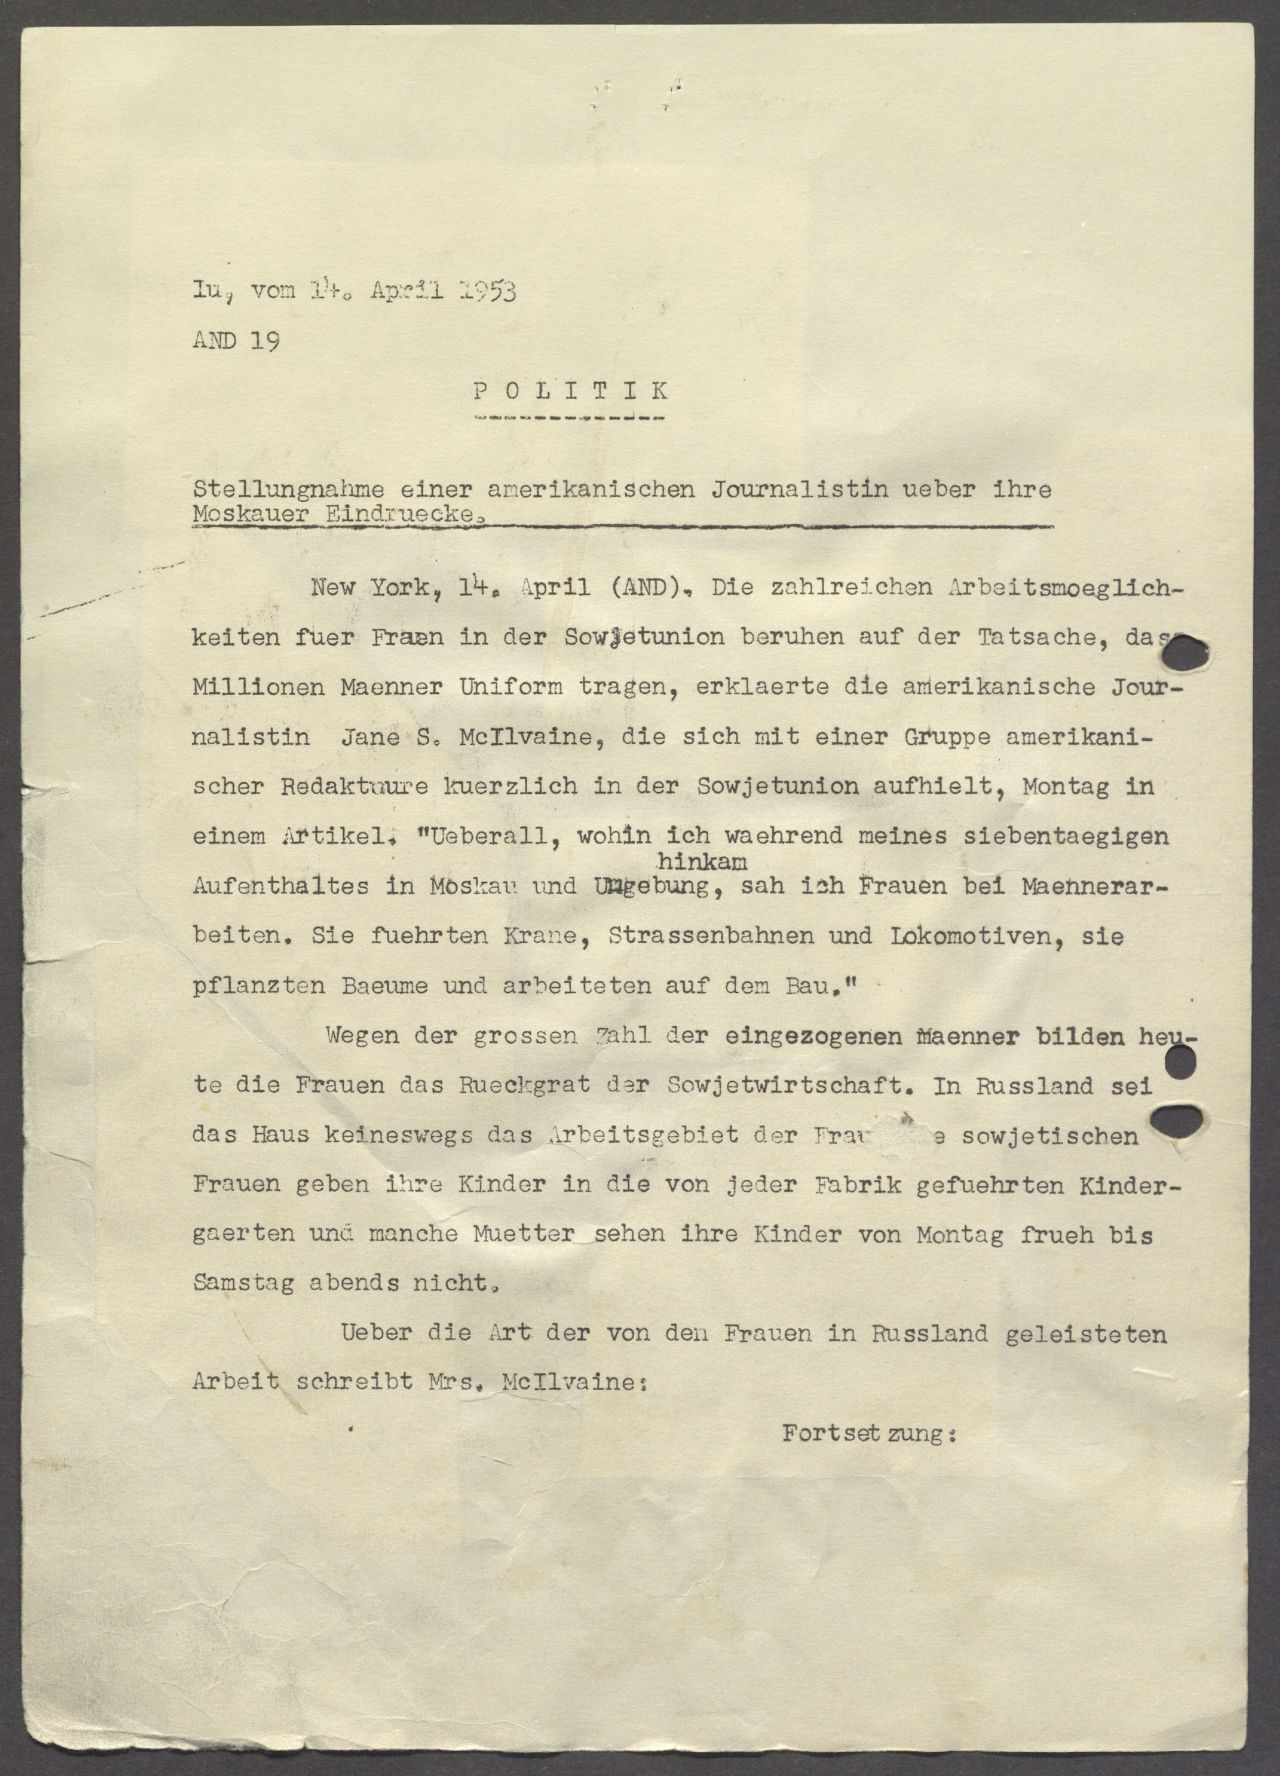 lu, vom 14. April 1953
AND 19
P O L I T I K
Stellungnahme einer amerikanischen Journalistin ueber ihre
Moskauer Eindruecke.
New York, 14. April (AND). Die zahlreichen Arbeitsmoeglich-
keiten fuer Frauen in der Sowjetunion beruhen auf der Tatsache, dass
Millionen Maenner Uniform tragen, erklaerte die amerikanische Jour-
nalistin Jane S. McIlvaine, die sich mit einer Gruppe amerikani-
scher Redakteure kuerzlich in der Sowjetunion aufhielt, Montag in
einem Artikel. "Ueberall, wohin ich waehrend meines siebentaegigen
hinkam
Aufenthaltes in Moskau und Umgebung, sah ich Frauen bei Maennerar-
beiten. Sie fuehrten Krane, Strassenbahnen und Lokomotiven, sie
pflanzten Baeume und arbeiteten auf dem Bau."
Wegen der grossen Zahl der eingezogenen Maenner bilden heu-
te die Frauen das Rueckgrat der Sowjetwirtschaft. In Russland sei
das Haus keineswegs das Arbeitsgebiet der Frau sowjetischen
Frauen geben ihre Kinder in die von jeder Fabrik gefuehrten Kinder-
gaerten und manche Muetter sehen ihre Kinder von Montag frueh bis
Samstag abends nicht.
Ueber die Art der von den Frauen in Russland geleisteten
Arbeit schreibt Mrs. McIlvaine:
Fortsetzung: